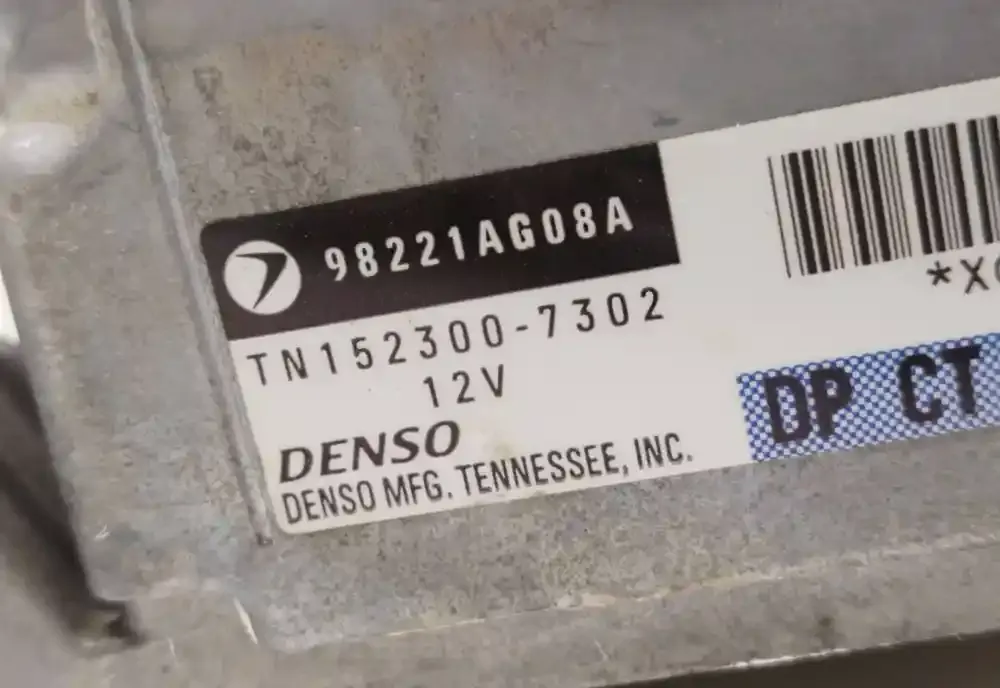 98221AG08A
TN152300-7302
12V
DENSO
DENSO MFG. TENNESSEE, INC.
DP CT